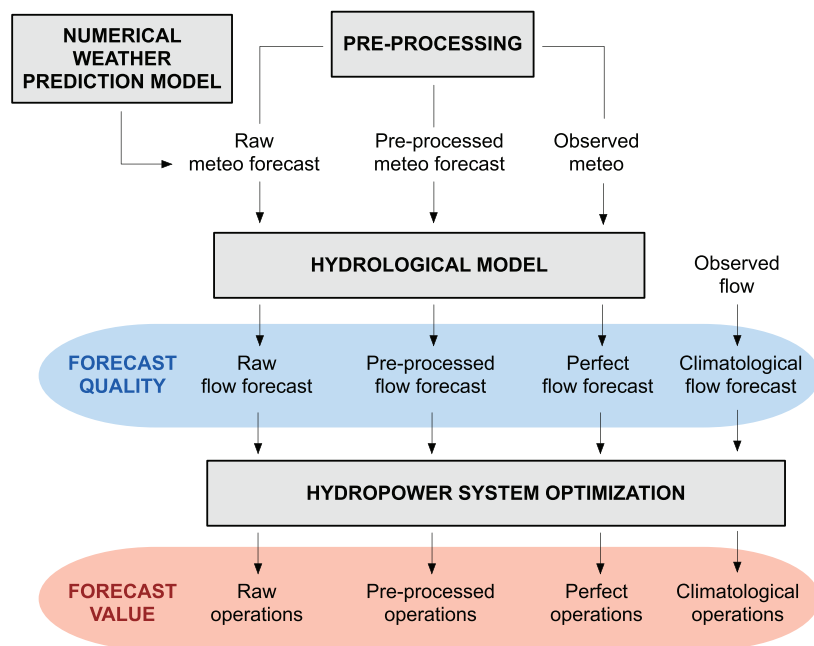 NUMERICAL
WEATHER
PREDICTION MODEL
PRE-PROCESSING
Raw
meteo forecast
Pre-processed
meteo forecast
Observed
meteo
HYDROLOGICAL MODEL
Observed
flow
FORECAST
QUALITY
Raw
flow forecast
Pre-processed
flow forecast
Perfect
flow forecast
Climatological
flow forecast
HYDROPOWER SYSTEM OPTIMIZATION
FORECAST
VALUE
Raw
operations
Pre-processed
operations
Perfect
operations
Climatological
operations